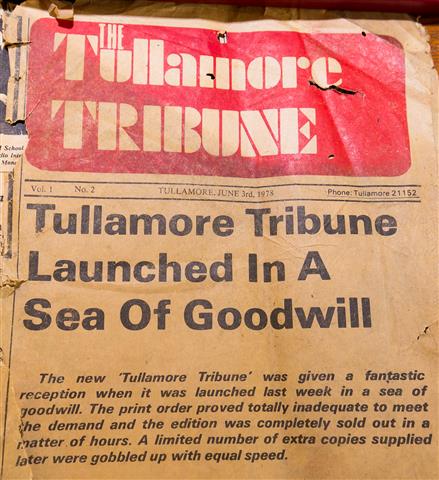 THE
Tullamore
TRIBUNE
Vol. 1 No. 2 TULLAMORE, JUNE 3rd, 1978 Phone: Tullamore 21152
Tullamore Tribune
Launched In A
Sea Of Goodwill
The new 'Tullamore Tribune' was given a fantastic
reception when it was launched last week in a sea of
goodwill. The print order proved totally inadequate to meet
the demand and the edition was completely sold out in a
matter of hours. A limited number of extra copies supplied
later were gobbled up with equal speed.
School